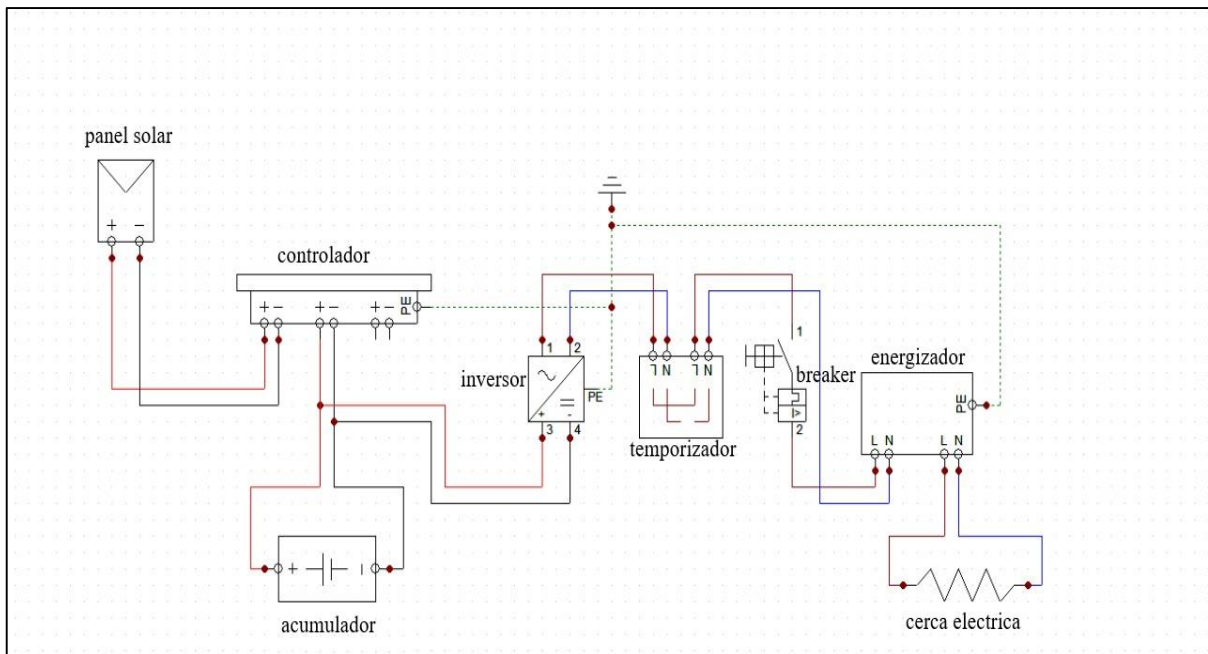 panel solar
+ −
controlador
+ − + − + − PE
1 2
inversor
PE
+ -
3 4
L N L N
temporizador
1
breaker
I>
2
energizador
PE
L N L N
+ −
acumulador
cerca electrica